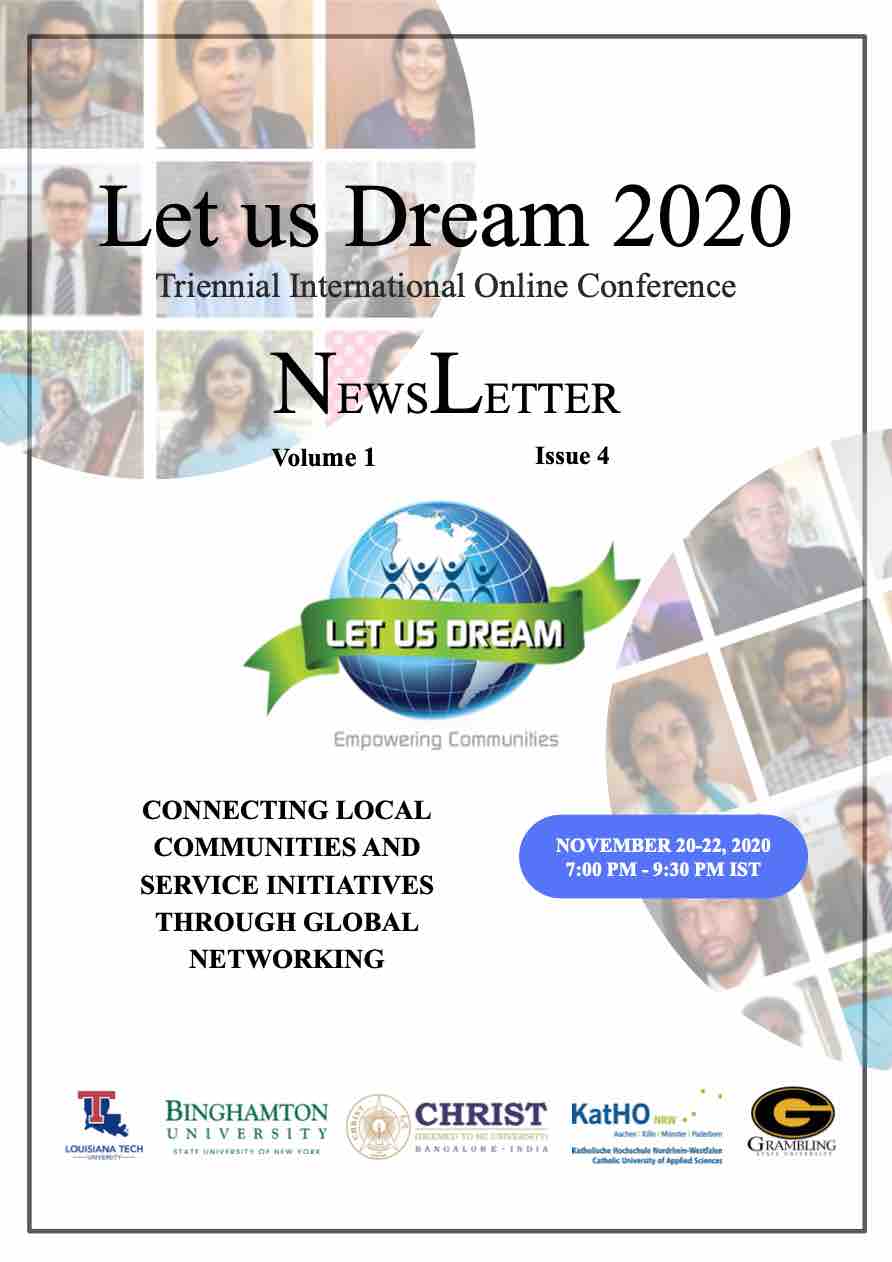 Let us Dream 2020
Triennial International Online Conference
NEWSLETTER
Volume 1 Issue 4
LET US DREAM
Empowering Communities
CONNECTING LOCAL
COMMUNITIES AND
SERVICE INITIATIVES
THROUGH GLOBAL
NETWORKING
NOVEMBER 20-22, 2020
7:00 PM - 9:30 PM IST
LOUISIANA TECH
UNIVERSITY
BINGHAMTON
UNIVERSITY
STATE UNIVERSITY OF NEW YORK
CHRIST
(DEEMED TO BE UNIVERSITY)
BANGALORE · INDIA
KatHO NRW
Aachen | Köln | Münster | Paderborn
Katholische Hochschule Nordrhein-Westfalen
Catholic University of Applied Sciences
G
GRAMBLING
STATE UNIVERSITY